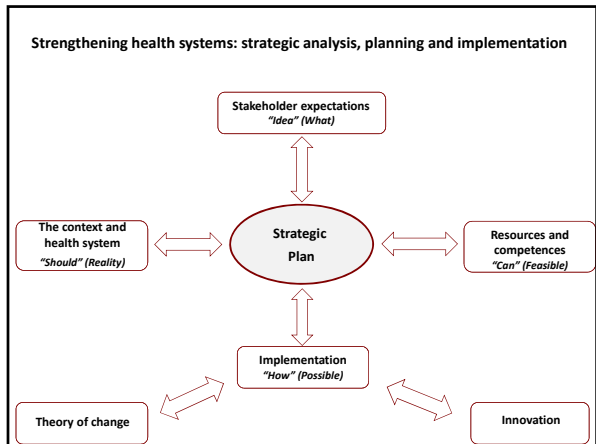 Strengthening health systems: strategic analysis, planning and implementation
Stakeholder expectations
“Idea” (What)
The context and
health system
“Should” (Reality)
Strategic
Plan
Resources and
competences
“Can” (Feasible)
Implementation
“How” (Possible)
Theory of change
Innovation